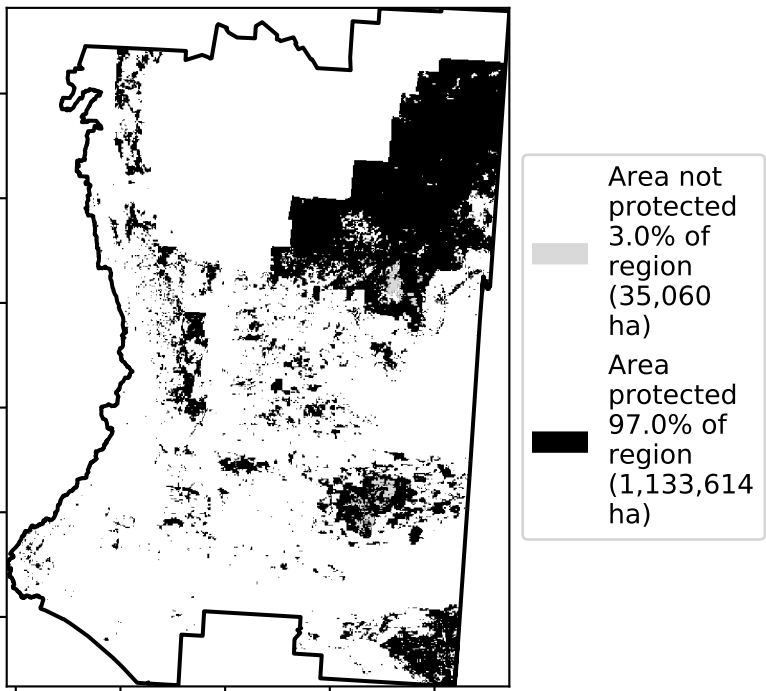 Area not
protected
3.0% of
region
(35,060
ha)
Area
protected
97.0% of
region
(1,133,614
ha)